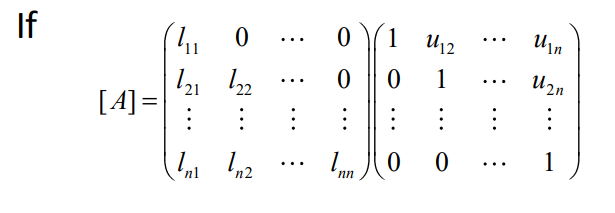 If
[A] = ( l₁₁ 0 ⋯ 0 ) ( 1 u₁₂ ⋯ u₁ₙ )
( l₂₁ l₂₂ ⋯ 0 ) ( 0 1 ⋯ u₂ₙ )
( ⋮ ⋮ ⋮ ⋮ ) ( ⋮ ⋮ ⋮ ⋮ )
( lₙ₁ lₙ₂ ⋯ lₙₙ ) ( 0 0 ⋯ 1 )